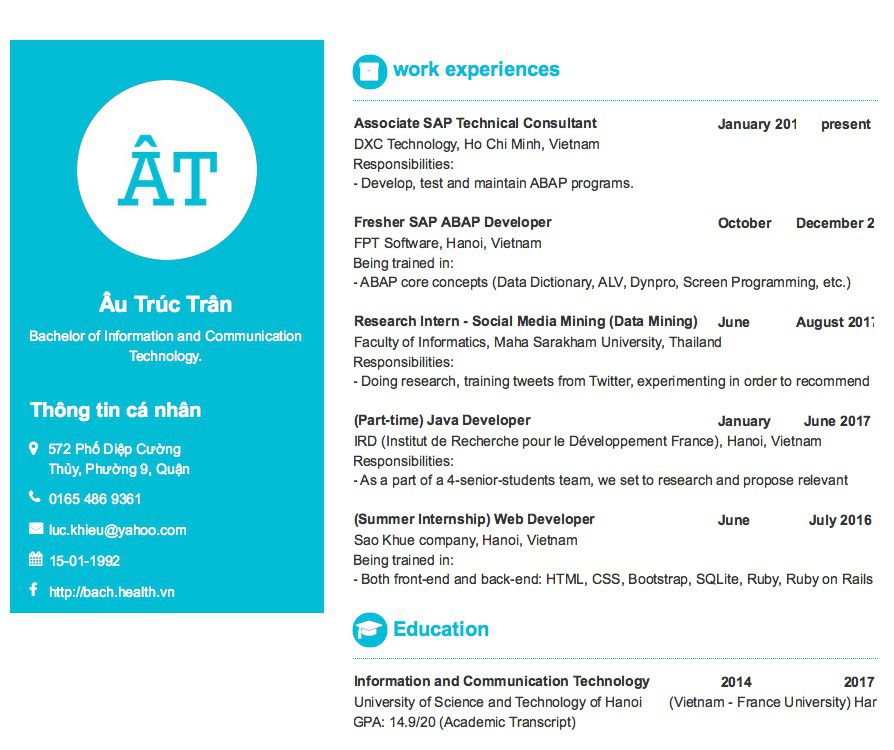 ÂT
Âu Trúc Trân
Bachelor of Information and Communication
Technology.
Thông tin cá nhân
572 Phố Diệp Cường
Thủy, Phường 9, Quận
0165 486 9361
luc.khieu@yahoo.com
15-01-1992
http://bach.health.vn
work experiences
Associate SAP Technical Consultant January 201 present
DXC Technology, Ho Chi Minh, Vietnam
Responsibilities:
- Develop, test and maintain ABAP programs.
Fresher SAP ABAP Developer October December 2
FPT Software, Hanoi, Vietnam
Being trained in:
- ABAP core concepts (Data Dictionary, ALV, Dynpro, Screen Programming, etc.)
Research Intern - Social Media Mining (Data Mining) June August 2017
Faculty of Informatics, Maha Sarakham University, Thailand
Responsibilities:
- Doing research, training tweets from Twitter, experimenting in order to recommend
(Part-time) Java Developer January June 2017
IRD (Institut de Recherche pour le Développement France), Hanoi, Vietnam
Responsibilities:
- As a part of a 4-senior-students team, we set to research and propose relevant
(Summer Internship) Web Developer June July 2016
Sao Khue company, Hanoi, Vietnam
Being trained in:
- Both front-end and back-end: HTML, CSS, Bootstrap, SQLite, Ruby, Ruby on Rails
Education
Information and Communication Technology 2014 2017
University of Science and Technology of Hanoi (Vietnam - France University) Han
GPA: 14.9/20 (Academic Transcript)